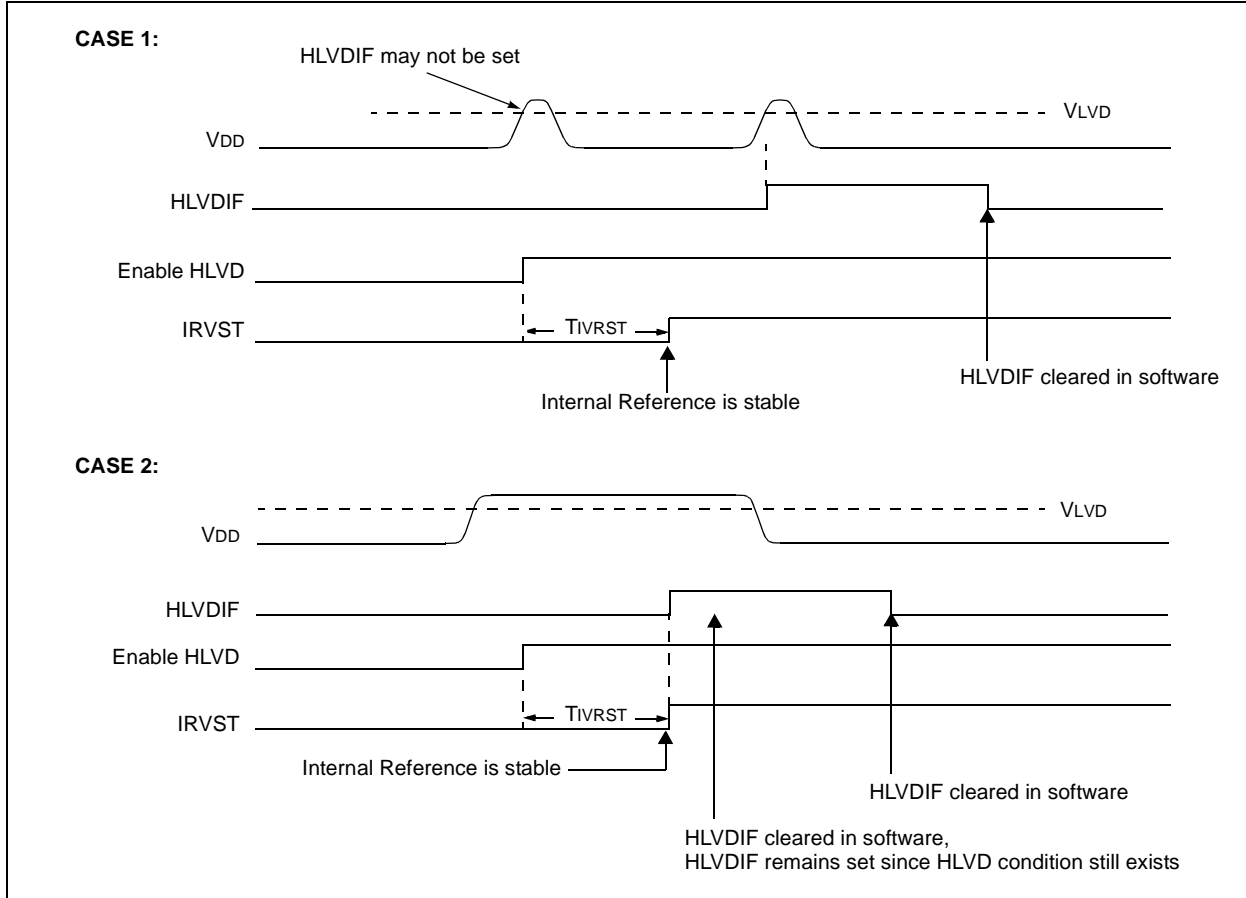 CASE 1:
HLVDIF may not be set
VLVD
VDD
HLVDIF
Enable HLVD
TIVRST
IRVST
HLVDIF cleared in software
Internal Reference is stable
CASE 2:
VLVD
VDD
HLVDIF
Enable HLVD
TIVRST
IRVST
Internal Reference is stable
HLVDIF cleared in software
HLVDIF cleared in software,
HLVDIF remains set since HLVD condition still exists